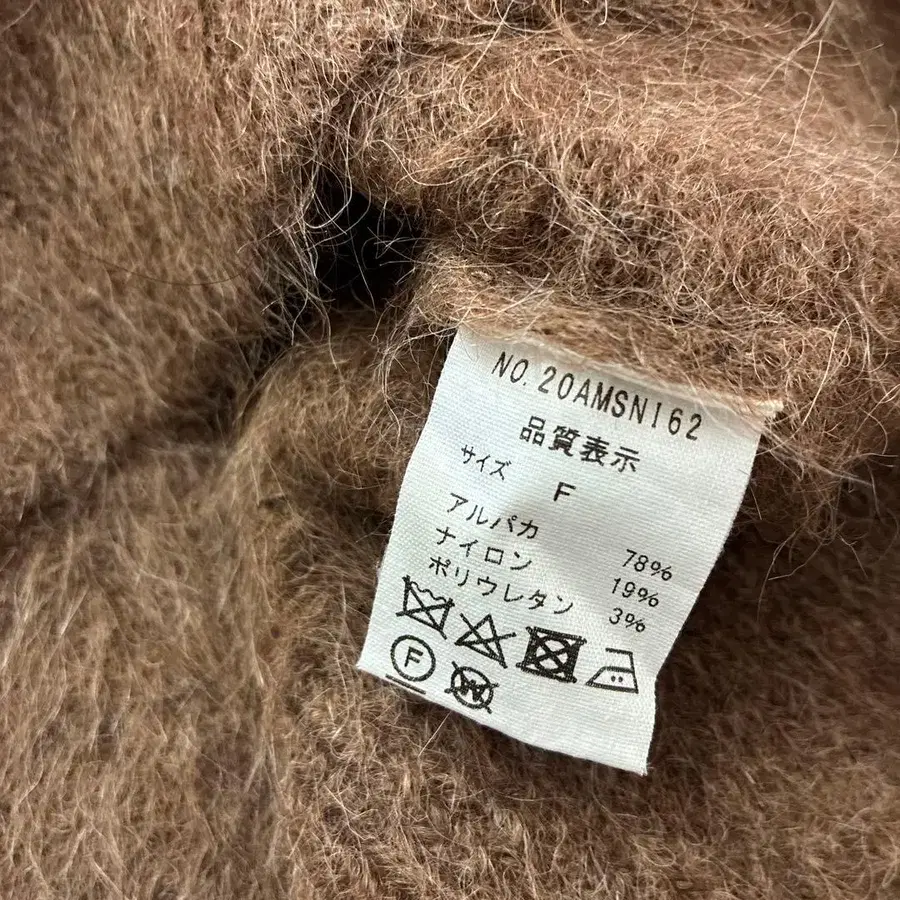 NO.20AMSN162
品質表示
サイズ
F
アルパカ 78%
ナイロン 19%
ポリウレタン 3%
F
W